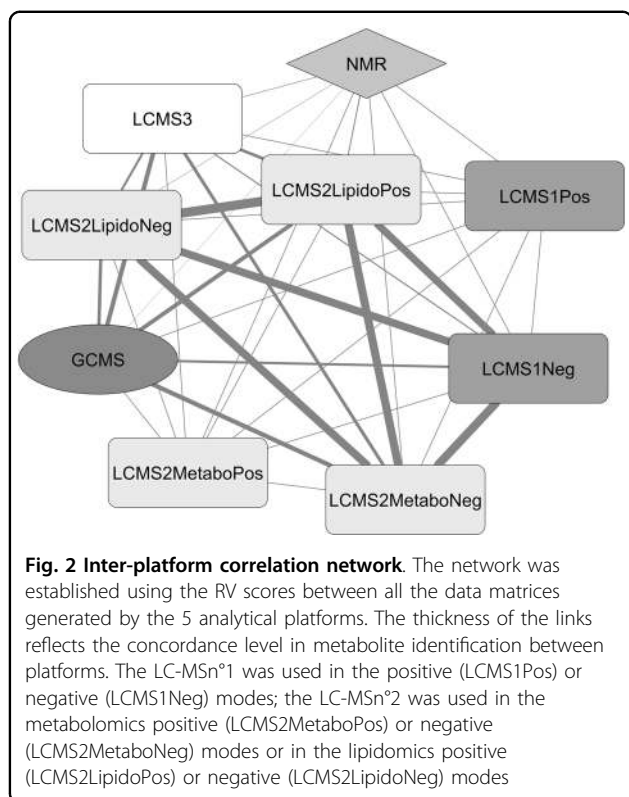 NMR
LCMS3
LCMS2LipidoPos
LCMS1Pos
LCMS2LipidoNeg
GCMS
LCMS1Neg
LCMS2MetaboPos
LCMS2MetaboNeg
Fig. 2 Inter-platform correlation network. The network was
established using the RV scores between all the data matrices
generated by the 5 analytical platforms. The thickness of the links
reflects the concordance level in metabolite identification between
platforms. The LC-MSn°1 was used in the positive (LCMS1Pos) or
negative (LCMS1Neg) modes; the LC-MSn°2 was used in the
metabolomics positive (LCMS2MetaboPos) or negative
(LCMS2MetaboNeg) modes or in the lipidomics positive
(LCMS2LipidoPos) or negative (LCMS2LipidoNeg) modes